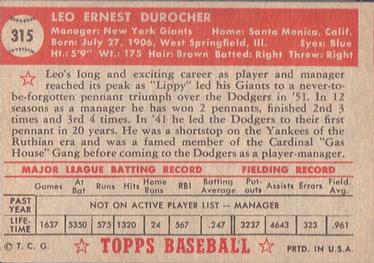 315
LEO ERNEST DUROCHER
Manager: New York Giants Home: Santa Monica, Calif.
Born: July 27, 1906, West Springfield, Ill. Eyes: Blue
Ht.: 5'9" Wt.: 175 Hair: Brown Batted: Right Threw: Right
Leo's long and exciting career as player and manager
reached its peak as "Lippy" led his Giants to a never-to-
be-forgotten pennant triumph over the Dodgers in '51. In 12
seasons as a manager he has won 2 pennants, finished 2nd 3
times and 3rd 4 times. In '41 he led the Dodgers to their first
pennant in 20 years. He was a shortstop on the Yankees of the
Ruthian era and was a famed member of the Cardinal "Gas
House" Gang before coming to the Dodgers as a player-manager.
MAJOR LEAGUE BATTING RECORD FIELDING RECORD
Games At Bat Runs Hits Home Runs RBI Batting Average Put-outs Assists Errors Field. Avg.
PAST YEAR NOT ON ACTIVE PLAYER LIST – MANAGER
LIFE TIME 1637 5350 575 1320 24 567 .247 3237 4643 323 .961
© T. C. G. TOPPS BASEBALL PRTD. IN U.S.A.